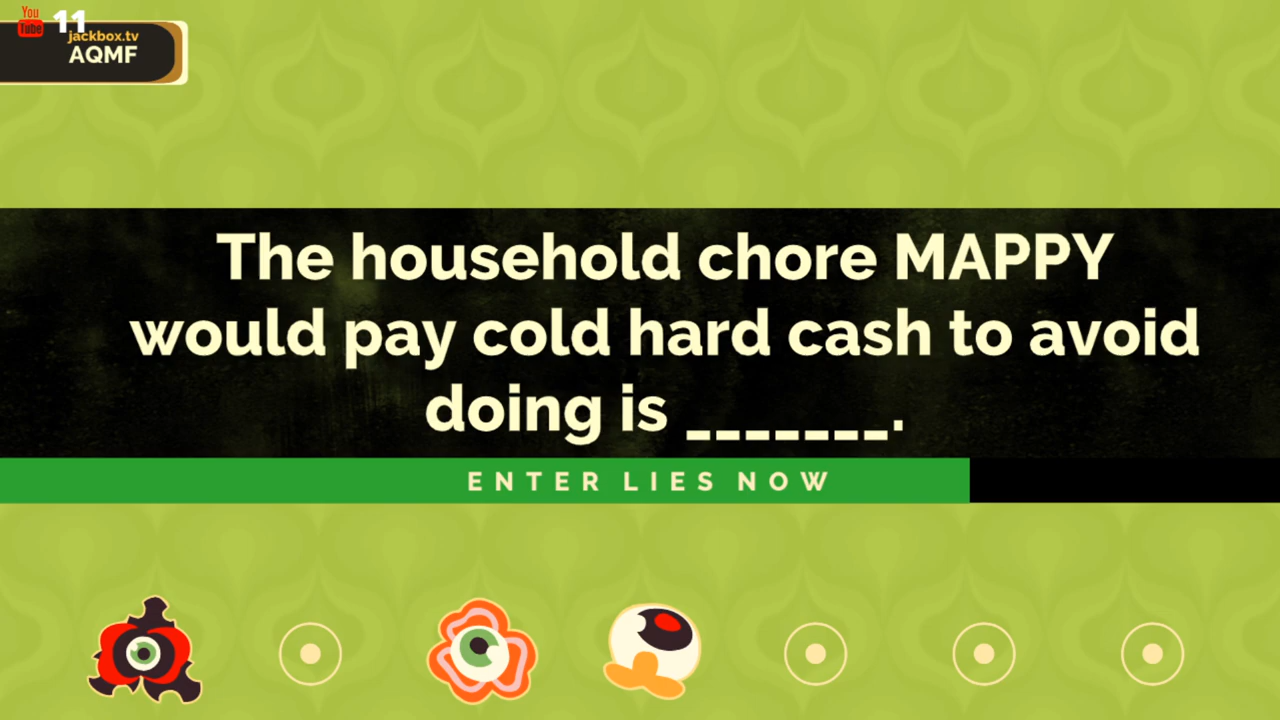 You
Tube
11
jackbox.tv
AQMF
The household chore MAPPY
would pay cold hard cash to avoid
doing is _______.
ENTER LIES NOW